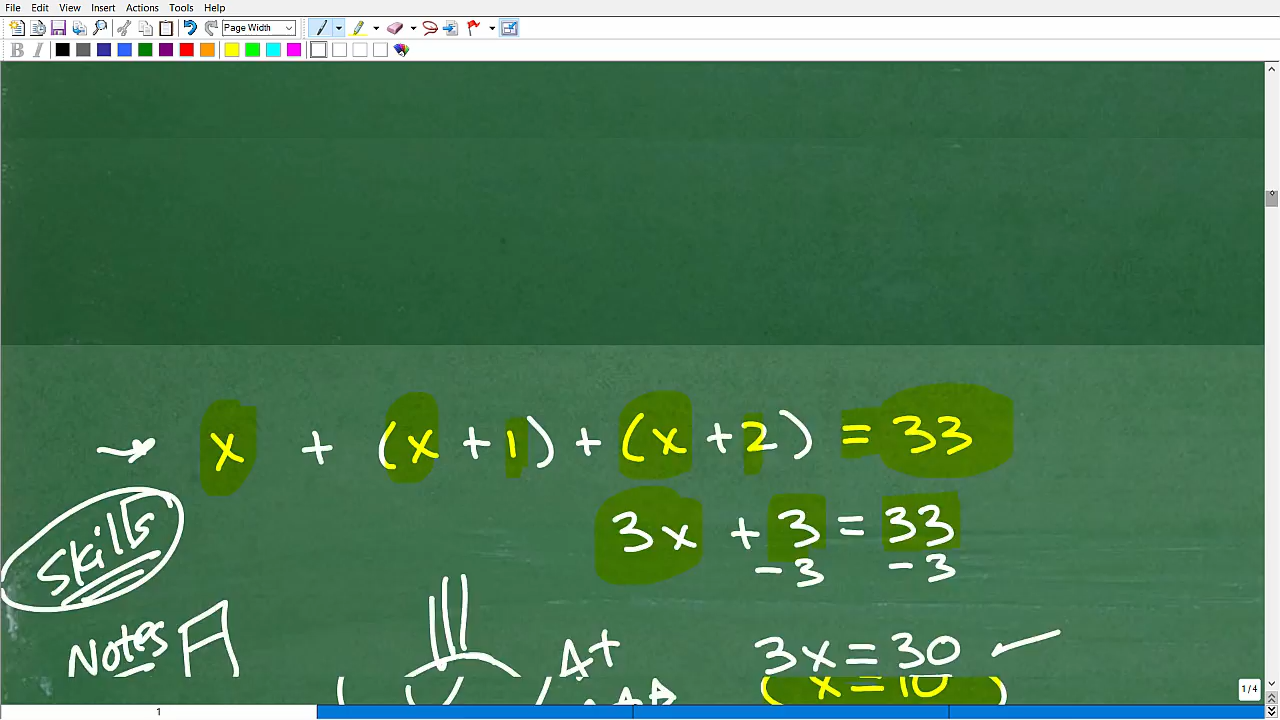 File Edit View Insert Actions Tools Help
Page Width
B I
→ x + (x + 1) + (x + 2) = 33
Skills
3x + 3 = 33
-3 -3
Notes A
A+
3x = 30
(x = 10)
1/4
1